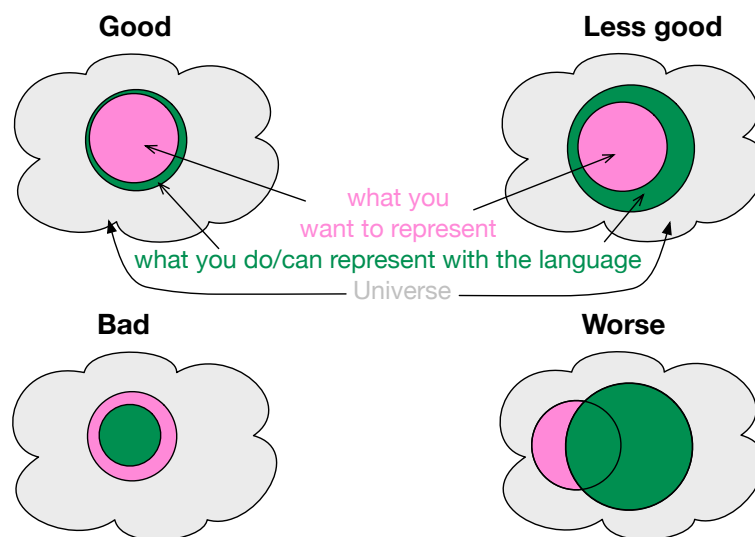 Good
Less good
what you
want to represent
what you do/can represent with the language
Universe
Bad
Worse